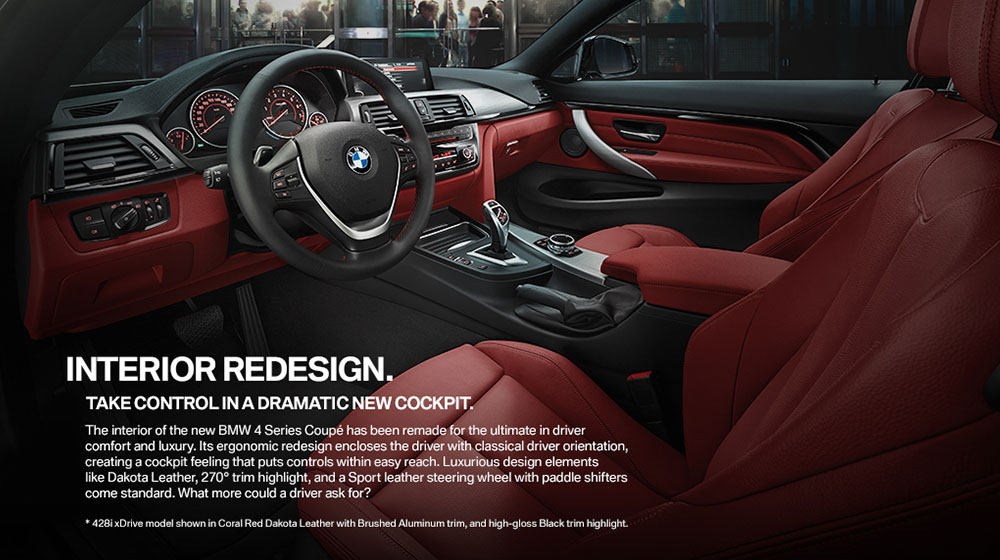 INTERIOR REDESIGN.
TAKE CONTROL IN A DRAMATIC NEW COCKPIT.
The interior of the new BMW 4 Series Coupé has been remade for the ultimate in driver
comfort and luxury. Its ergonomic redesign encloses the driver with classical driver orientation,
creating a cockpit feeling that puts controls within easy reach. Luxurious design elements
like Dakota Leather, 270° trim highlight, and a Sport leather steering wheel with paddle shifters
come standard. What more could a driver ask for?
* 428i xDrive model shown in Coral Red Dakota Leather with Brushed Aluminum trim, and high-gloss Black trim highlight.